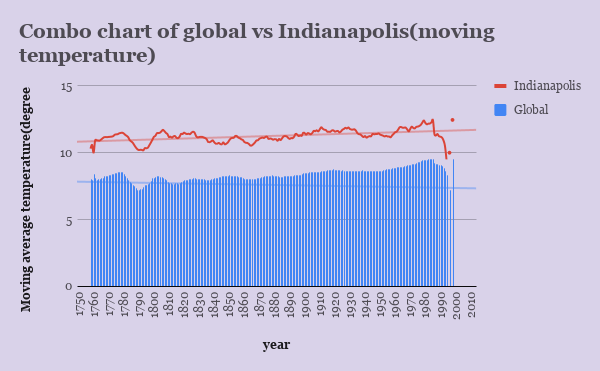 Combo chart of global vs Indianapolis(moving
temperature)
Indianapolis
Global
Moving average temperature(degree
15
10
5
0
1750 1760 1770 1780 1790 1800 1810 1820 1830 1840 1850 1860 1870 1880 1890 1900 1910 1920 1930 1940 1950 1960 1970 1980 1990 2000 2010
year